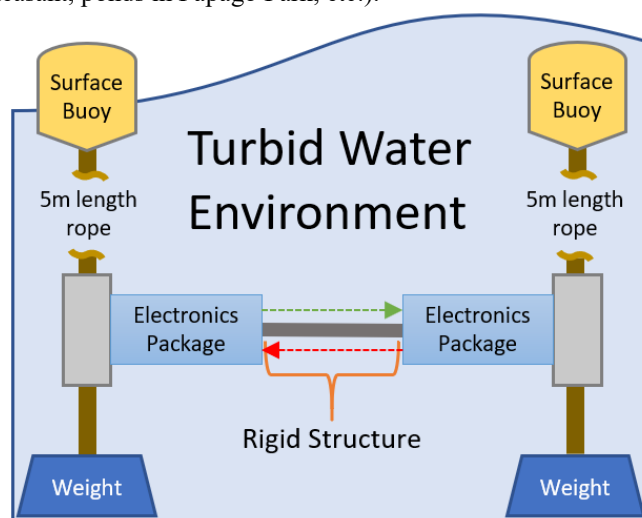 Surface
Buoy
Surface
Buoy
Turbid Water
Environment
5m length
rope
5m length
rope
Electronics
Package
Electronics
Package
Rigid Structure
Weight
Weight